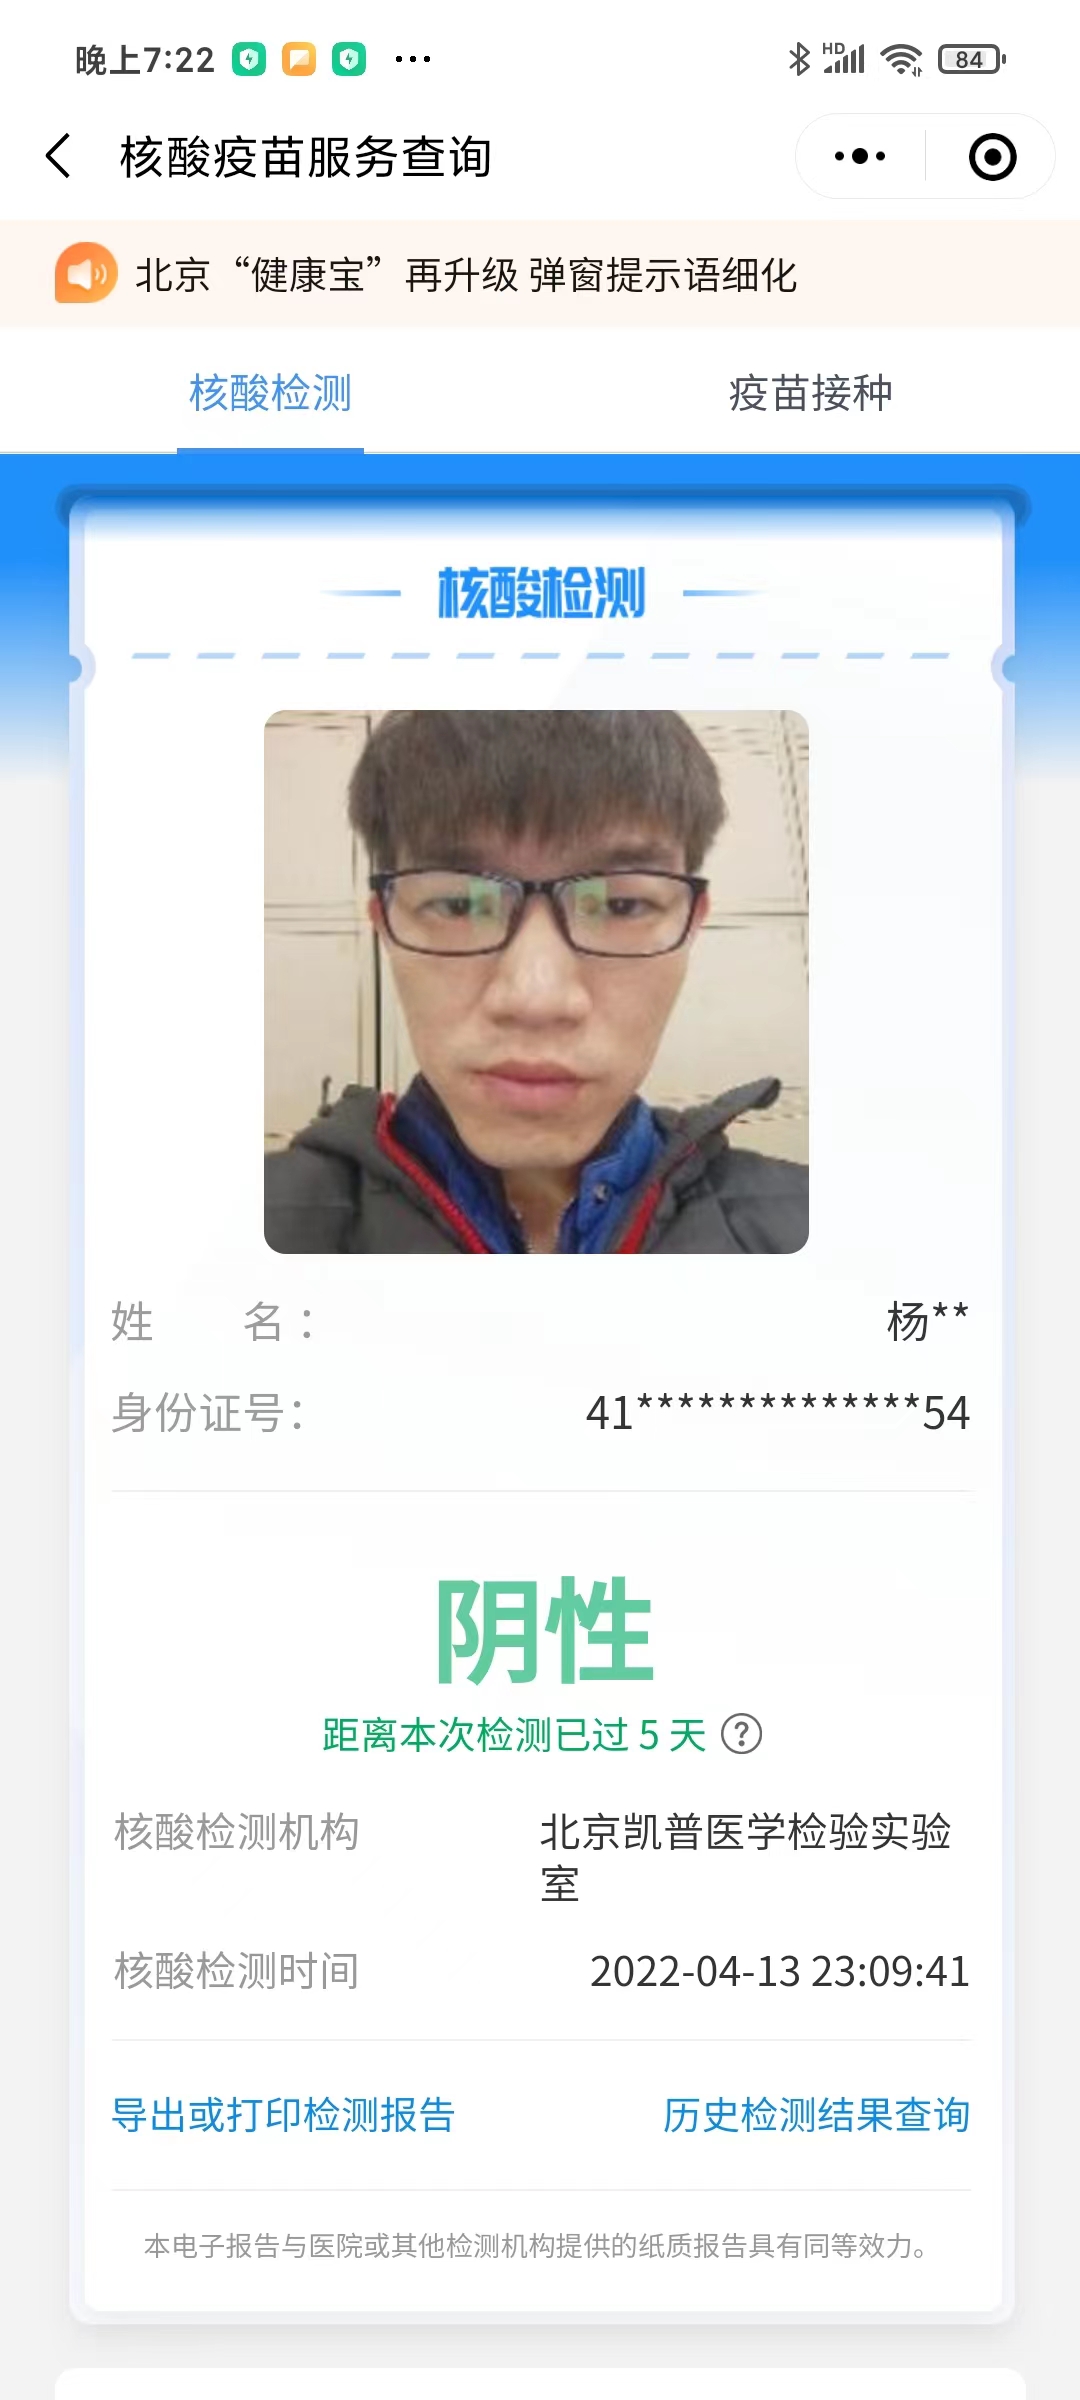 晚上7:22
HD
84
核酸疫苗服务查询
北京“健康宝”再升级 弹窗提示语细化
核酸检测 疫苗接种
核酸检测
姓 名： 杨**
身份证号： 41**************54
阴性
距离本次检测已过 5 天 ?
核酸检测机构 北京凯普医学检验实验
室
核酸检测时间 2022-04-13 23:09:41
导出或打印检测报告 历史检测结果查询
本电子报告与医院或其他检测机构提供的纸质报告具有同等效力。